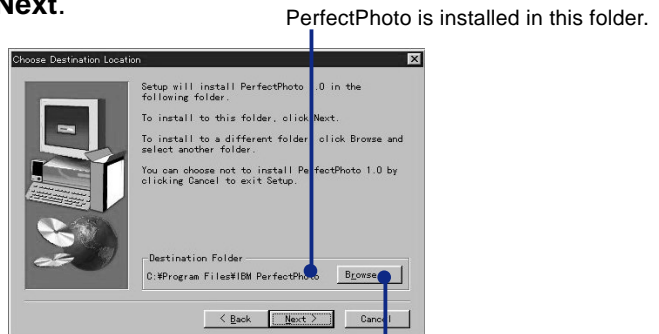 Next.
PerfectPhoto is installed in this folder.
Choose Destination Location
Setup will install PerfectPhoto 1.0 in the
following folder.
To install to this folder, click Next.
To install to a different folder, click Browse and
select another folder.
You can choose not to install PerfectPhoto 1.0 by
clicking Cancel to exit Setup.
Destination Folder
C:¥Program Files¥IBM PerfectPhoto
Browse...
< Back
Next >
Cancel